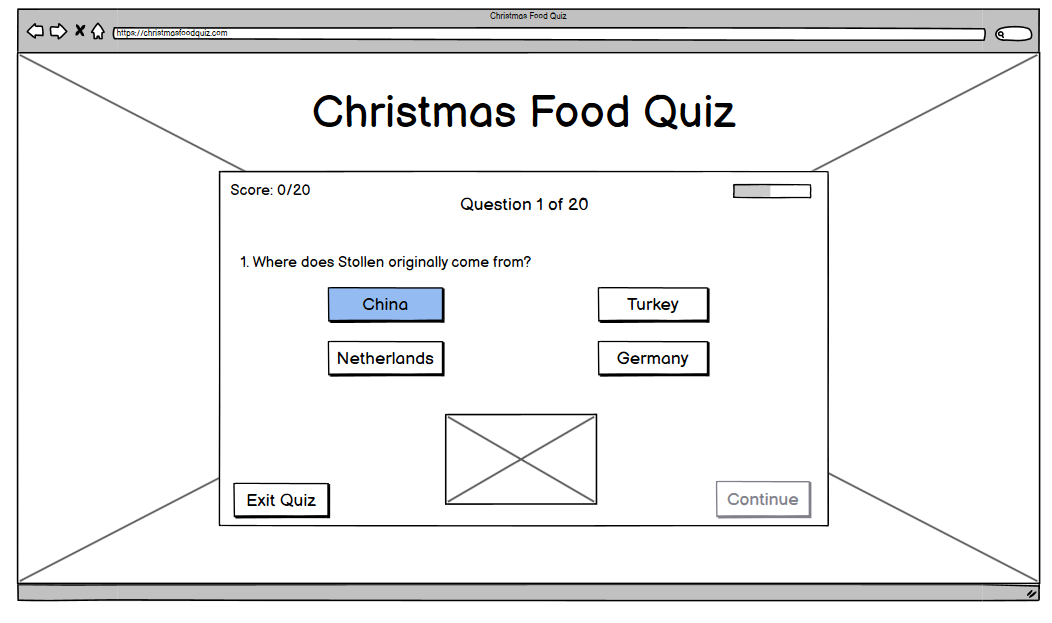 Christmas Food Quiz
https://christmasfoodquiz.com
Christmas Food Quiz
Score: 0/20
Question 1 of 20
1. Where does Stollen originally come from?
China
Turkey
Netherlands
Germany
Exit Quiz
Continue